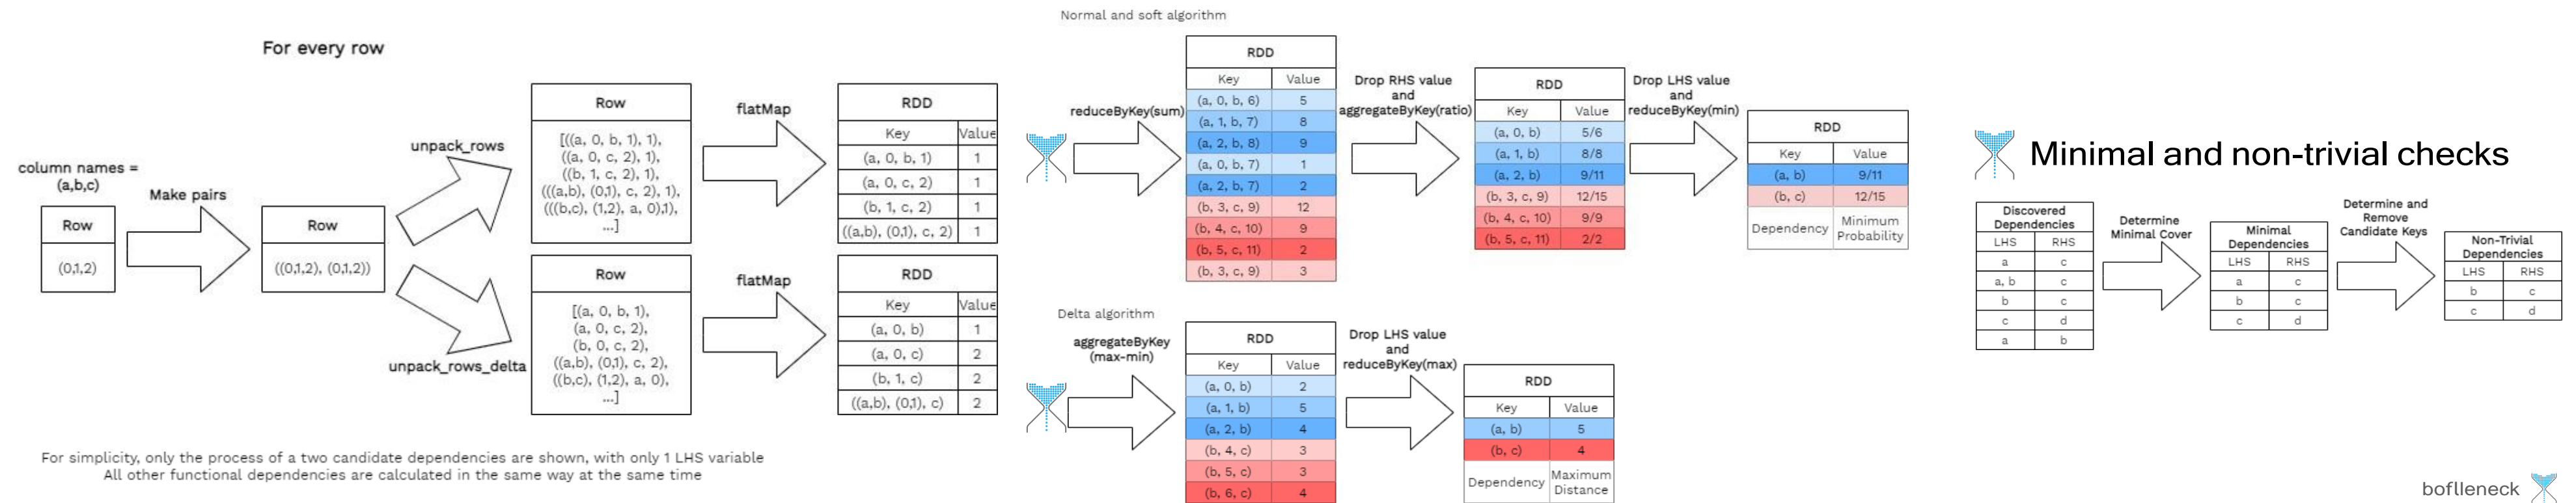 For every row
column names =
(a,b,c)
Row
(0,1,2)
Make pairs
Row
((0,1,2), (0,1,2))
unpack_rows
Row
[((a, 0, b, 1), 1),
((a, 0, c, 2), 1),
((b, 1, c, 2), 1),
(((a,b), (0,1), c, 2), 1),
(((b,c), (1,2), a, 0),1),
...]
flatMap
RDD
Key Value
(a, 0, b, 1) 1
(a, 0, c, 2) 1
(b, 1, c, 2) 1
((a,b), (0,1), c, 2) 1
unpack_rows_delta
Row
[(a, 0, b, 1),
(a, 0, c, 2),
(b, 0, c, 2),
((a,b), (0,1), c, 2),
((b,c), (1,2), a, 0),
...]
flatMap
RDD
Key Value
(a, 0, b) 1
(a, 0, c) 2
(b, 1, c) 2
((a,b), (0,1), c) 2
For simplicity, only the process of a two candidate dependencies are shown, with only 1 LHS variable
All other functional dependencies are calculated in the same way at the same time
Normal and soft algorithm
reduceByKey(sum)
RDD
Key Value
(a, 0, b, 6) 5
(a, 1, b, 7) 8
(a, 2, b, 8) 9
(a, 0, b, 7) 1
(a, 2, b, 7) 2
(b, 3, c, 9) 12
(b, 4, c, 10) 9
(b, 5, c, 11) 2
(b, 3, c, 9) 3
Drop RHS value
and
aggregateByKey(ratio)
RDD
Key Value
(a, 0, b) 5/6
(a, 1, b) 8/8
(a, 2, b) 9/11
(b, 3, c, 9) 12/15
(b, 4, c, 10) 9/9
(b, 5, c, 11) 2/2
Drop LHS value
and
reduceByKey(min)
RDD
Key Value
(a, b) 9/11
(b, c) 12/15
Dependency Minimum
Probability
Delta algorithm
aggregateByKey
(max-min)
RDD
Key Value
(a, 0, b) 2
(a, 1, b) 5
(a, 2, b) 4
(b, 4, c) 3
(b, 5, c) 3
(b, 6, c) 4
Drop LHS value
and
reduceByKey(max)
RDD
Key Value
(a, b) 5
(b, c) 4
Dependency Maximum
Distance
Minimal and non-trivial checks
Discovered
Dependencies
LHS RHS
a c
a, b c
b c
c d
a b
Determine
Minimal Cover
Minimal
Dependencies
LHS RHS
a c
b c
c d
Determine and
Remove
Candidate Keys
Non-Trivial
Dependencies
LHS RHS
b c
c d
boflleneck